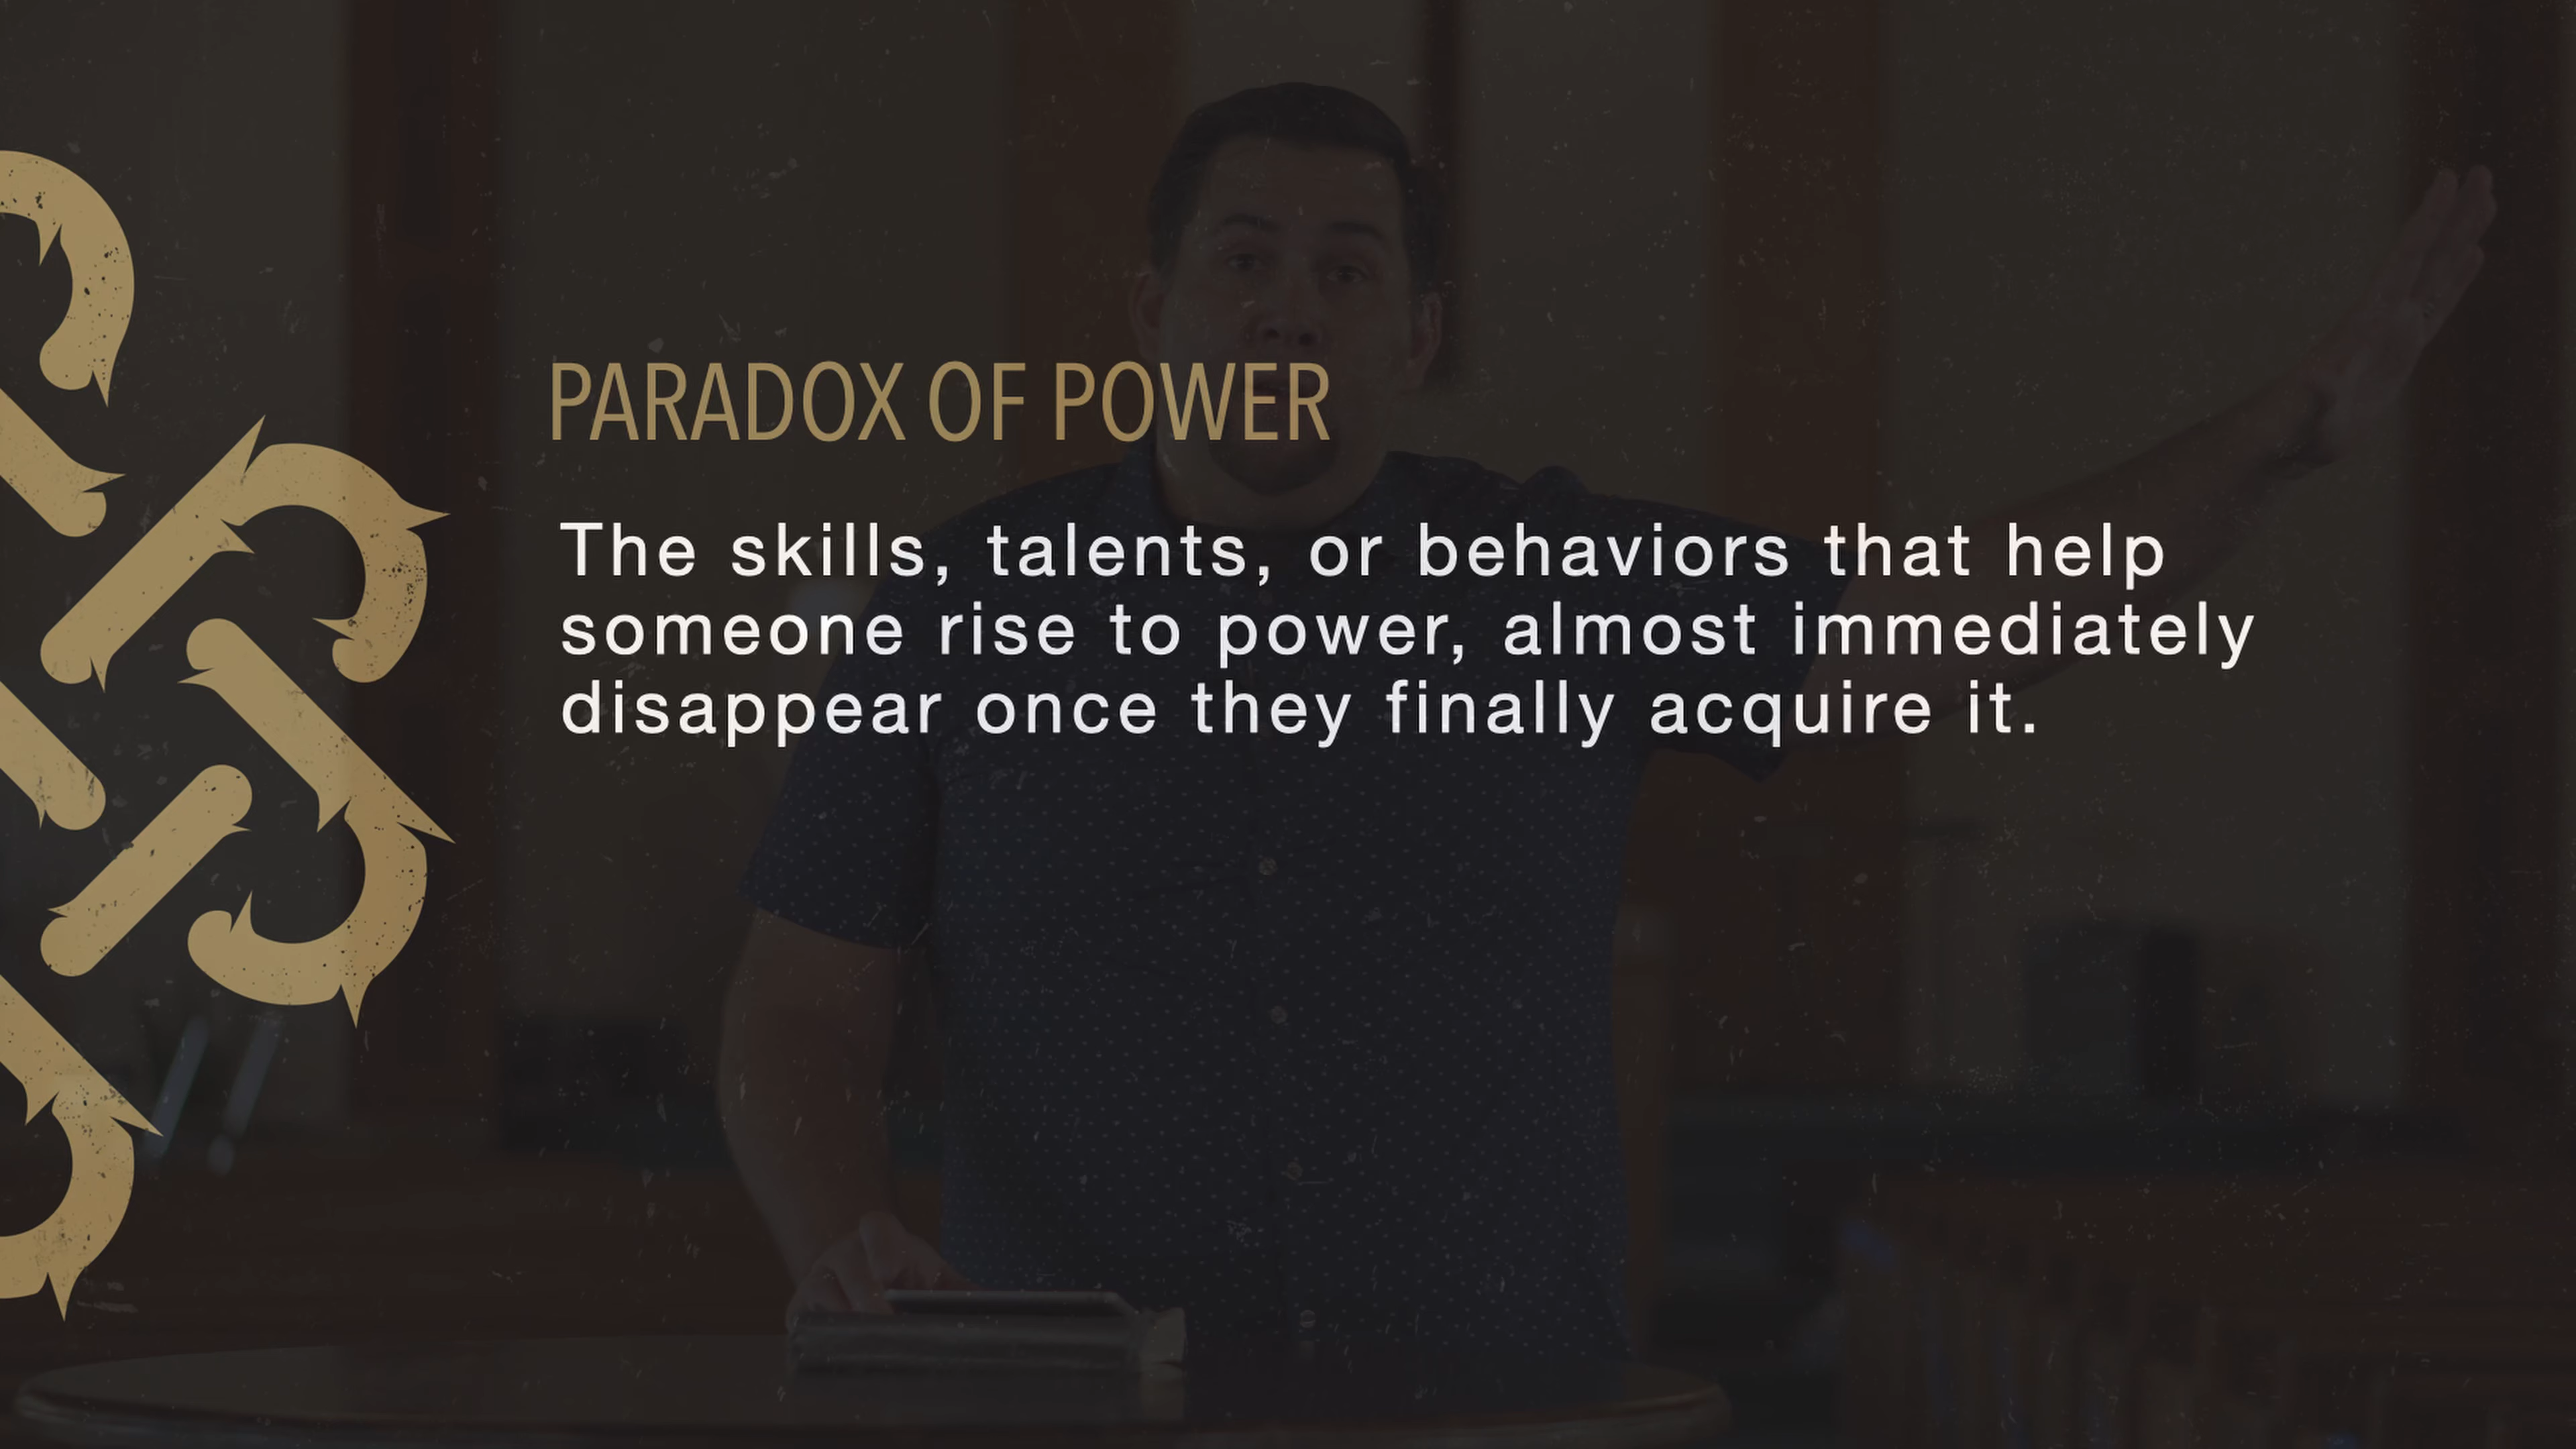 PARADOX OF POWER
The skills, talents, or behaviors that help
someone rise to power, almost immediately
disappear once they finally acquire it.